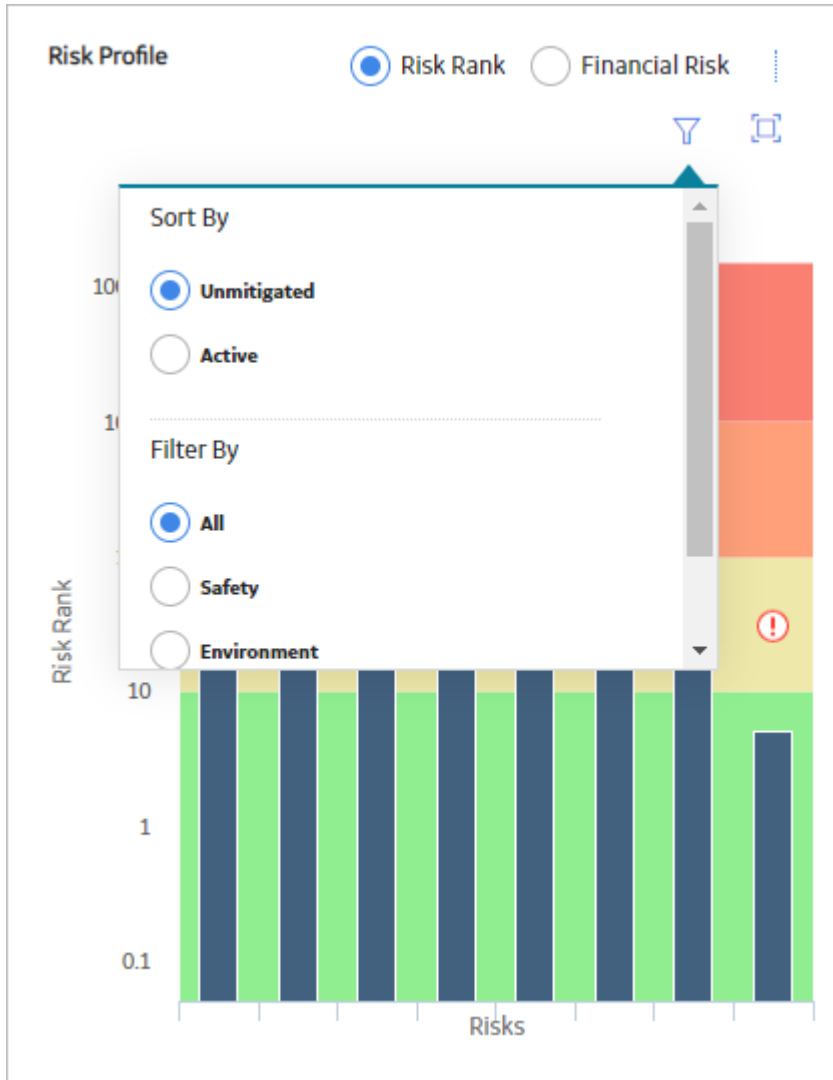 Risk Profile
Risk Rank
Financial Risk
Sort By
Unmitigated
Active
Filter By
All
Safety
Environment
Risk Rank
10
1
0.1
Risks